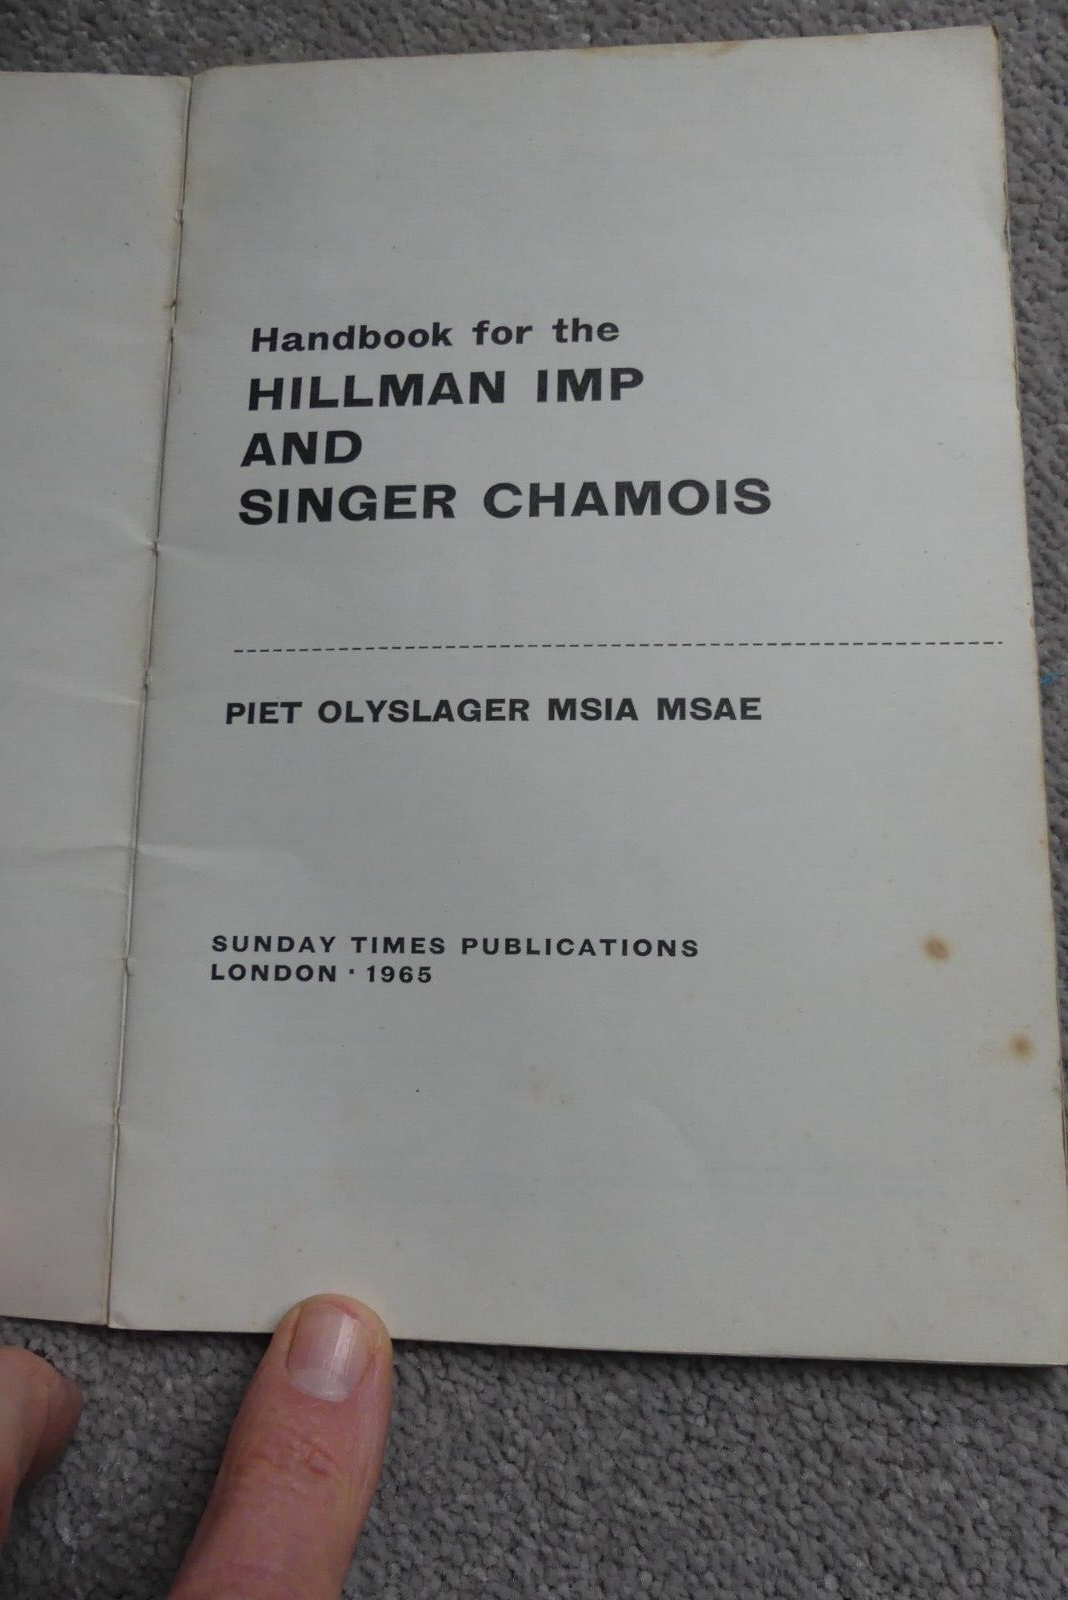 Handbook for the
HILLMAN IMP
AND
SINGER CHAMOIS
PIET OLYSLAGER MSIA MSAE
SUNDAY TIMES PUBLICATIONS
LONDON · 1965